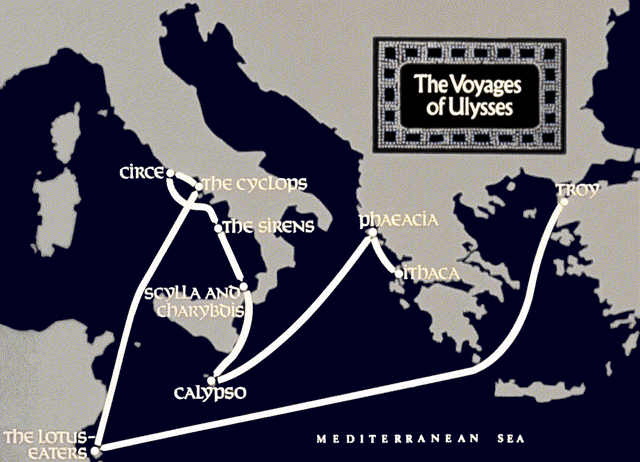 The Voyages
of Ulysses
CIRCE
THE CYCLOPS
TROY
THE SIRENS
PHAEACIA
ITHACA
SCYLLA AND
CHARYBDIS
CALYPSO
THE LOTUS-
EATERS
MEDITERRANEAN SEA